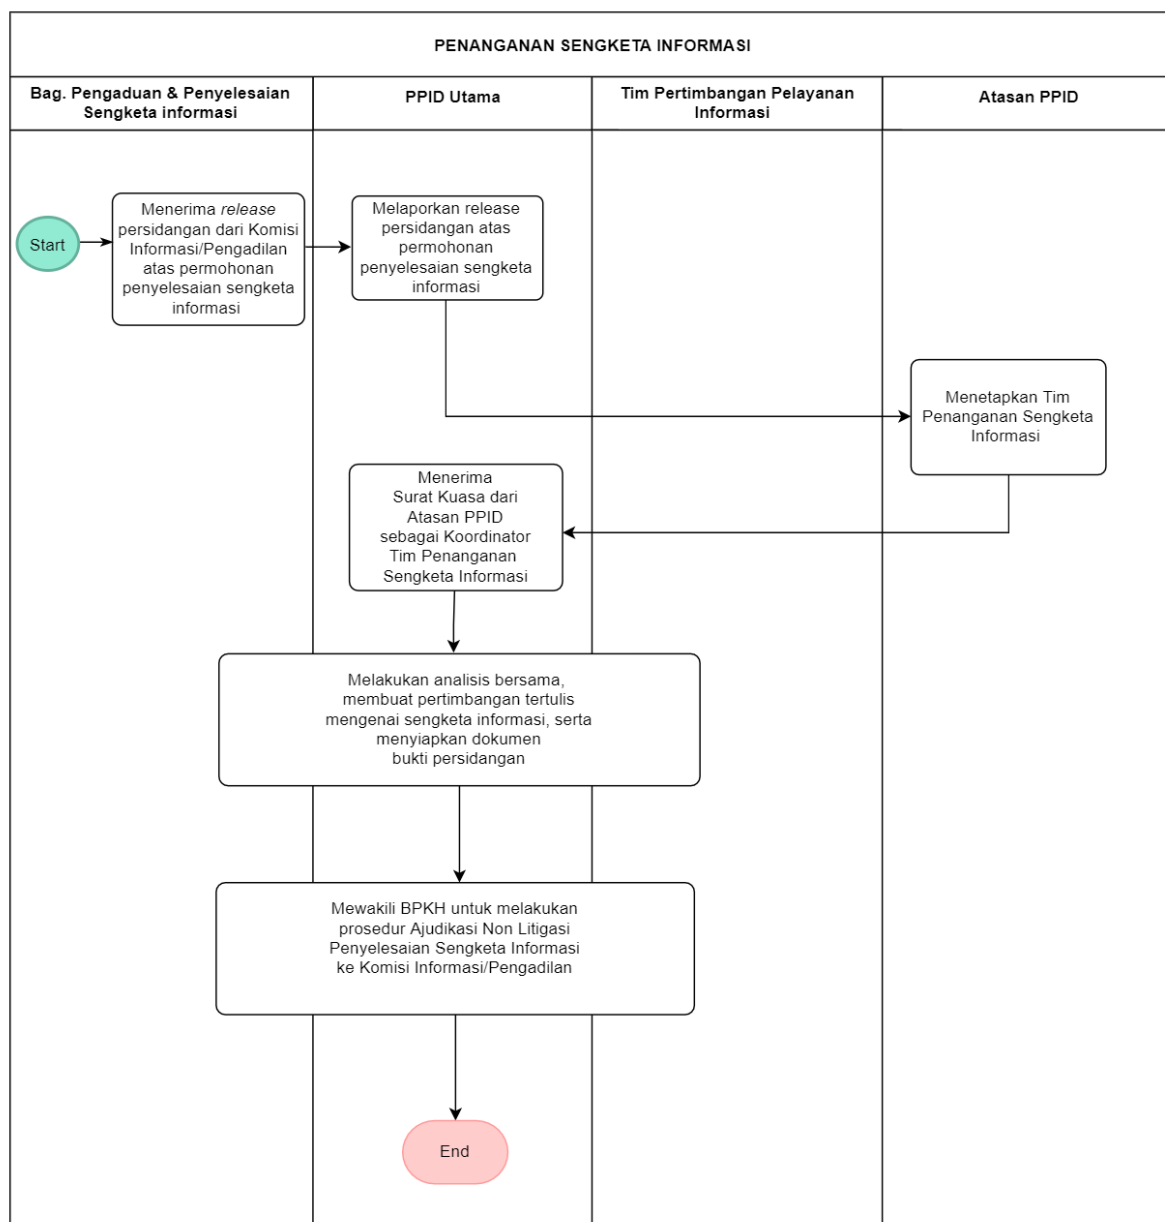 PENANGANAN SENGKETA INFORMASI
Bag. Pengaduan & Penyelesaian
Sengketa informasi
PPID Utama
Tim Pertimbangan Pelayanan
Informasi
Atasan PPID
Start
Menerima release
persidangan dari Komisi
Informasi/Pengadilan
atas permohonan
penyelesaian sengketa
informasi
Melaporkan release
persidangan atas
permohonan
penyelesaian sengketa
informasi
Menetapkan Tim
Penanganan Sengketa
Informasi
Menerima
Surat Kuasa dari
Atasan PPID
sebagai Koordinator
Tim Penanganan
Sengketa Informasi
Melakukan analisis bersama,
membuat pertimbangan tertulis
mengenai sengketa informasi, serta
menyiapkan dokumen
bukti persidangan
Mewakili BPKH untuk melakukan
prosedur Ajudikasi Non Litigasi
Penyelesaian Sengketa Informasi
ke Komisi Informasi/Pengadilan
End